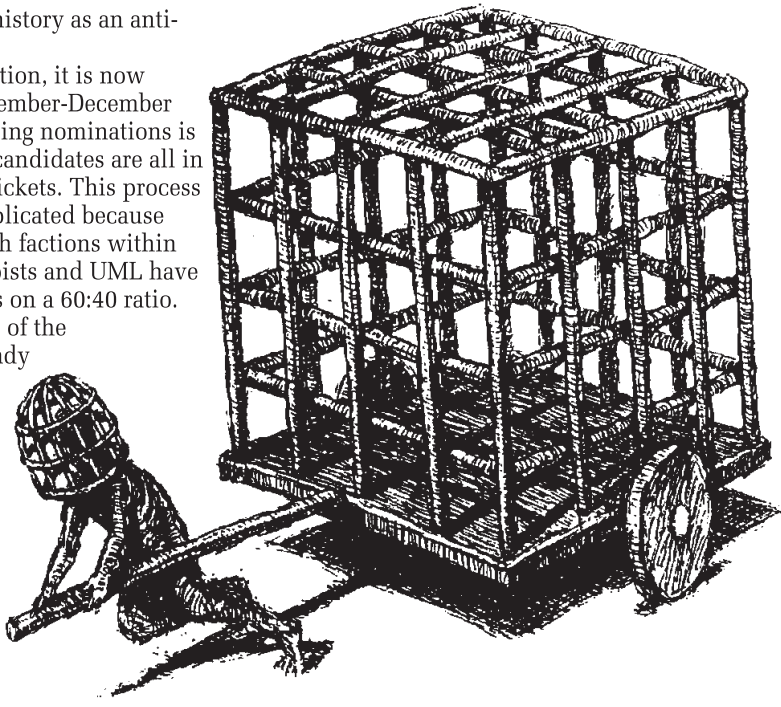 history as an anti-
tion, it is now
ember-December
ing nominations is
candidates are all in
ickets. This process
plicated because
h factions within
ists and UML have
s on a 60:40 ratio.
of the
dy